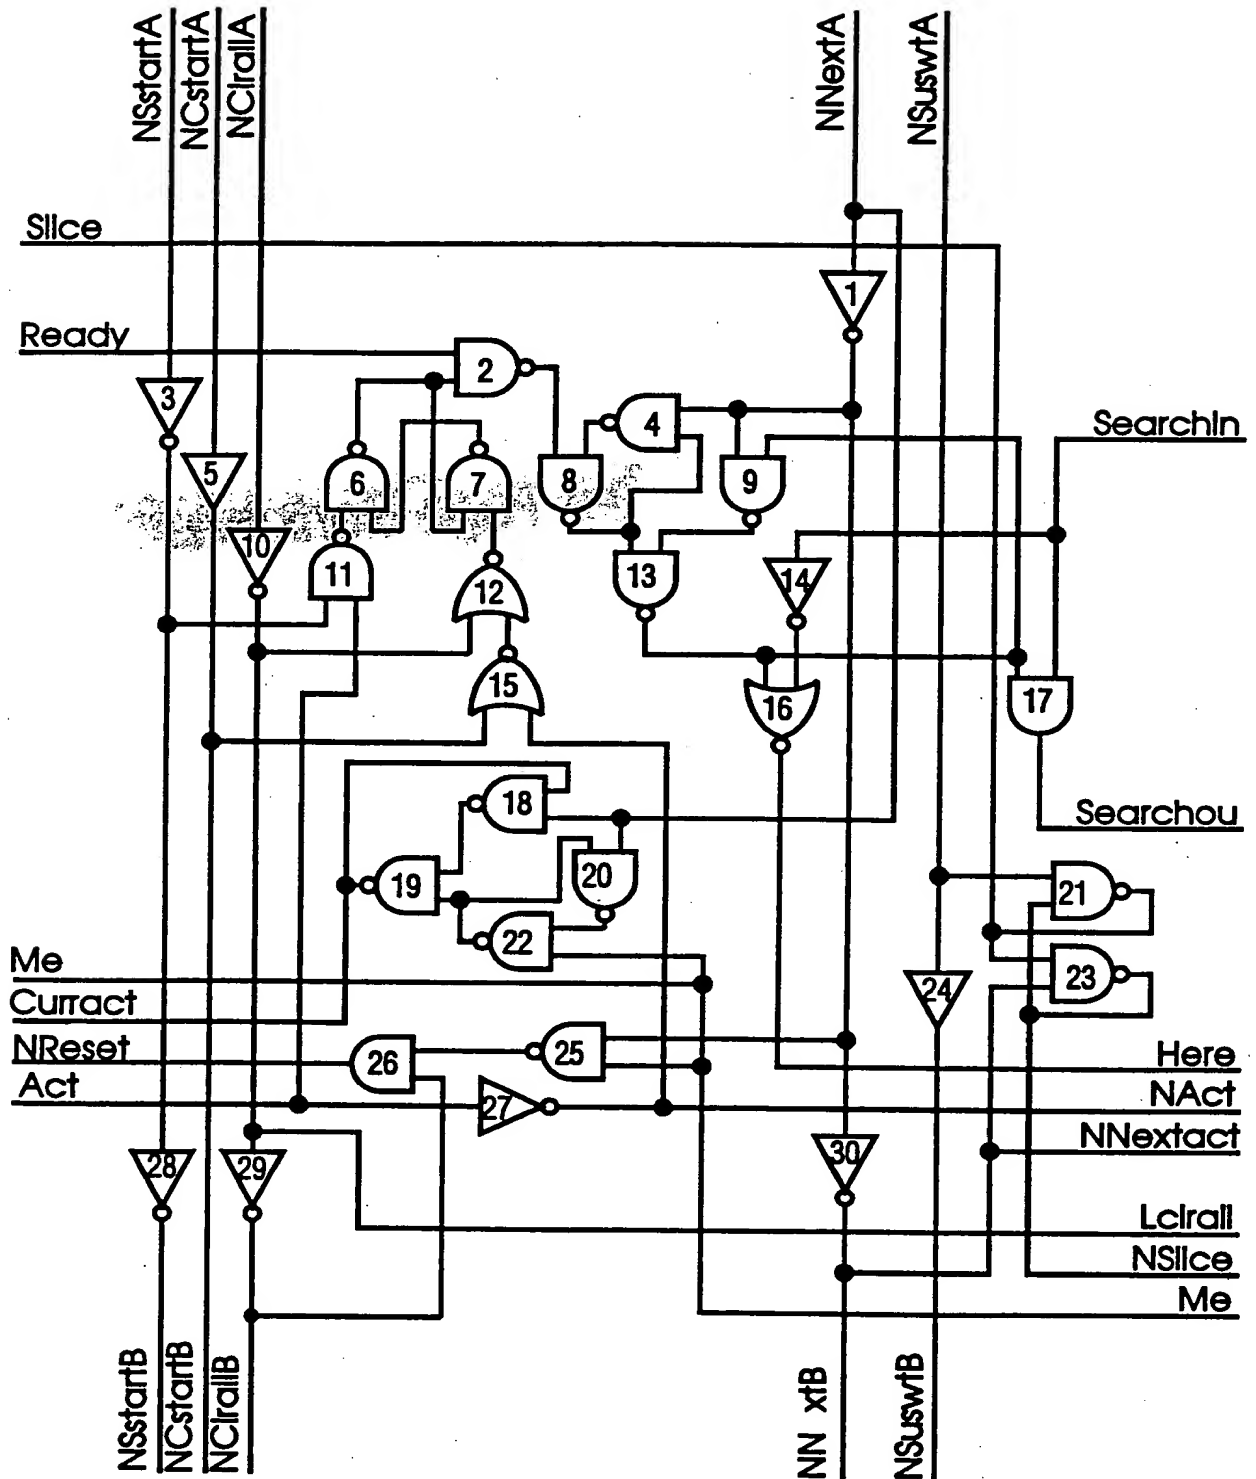 NSstartA
NCstartA
NClrallA
NNextA
NSuswtA
Slice
1
Ready
2
3
4
SearchIn
5
6
7
8
9
10
11
12
13
14
15
16
17
18
Searchou
19
20
21
22
Me
23
Curract
24
NReset
25
26
Here
Act
27
NAct
NNextact
28
29
30
Lclrall
NSlice
Me
NSstartB
NCstartB
NClrallB
NN xtB
NSuswtB